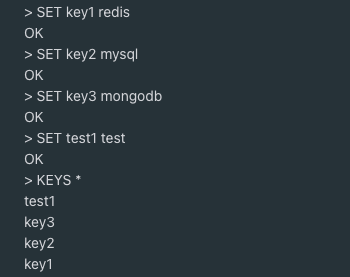 > SET key1 redis
OK
> SET key2 mysql
OK
> SET key3 mongodb
OK
> SET test1 test
OK
> KEYS *
test1
key3
key2
key1